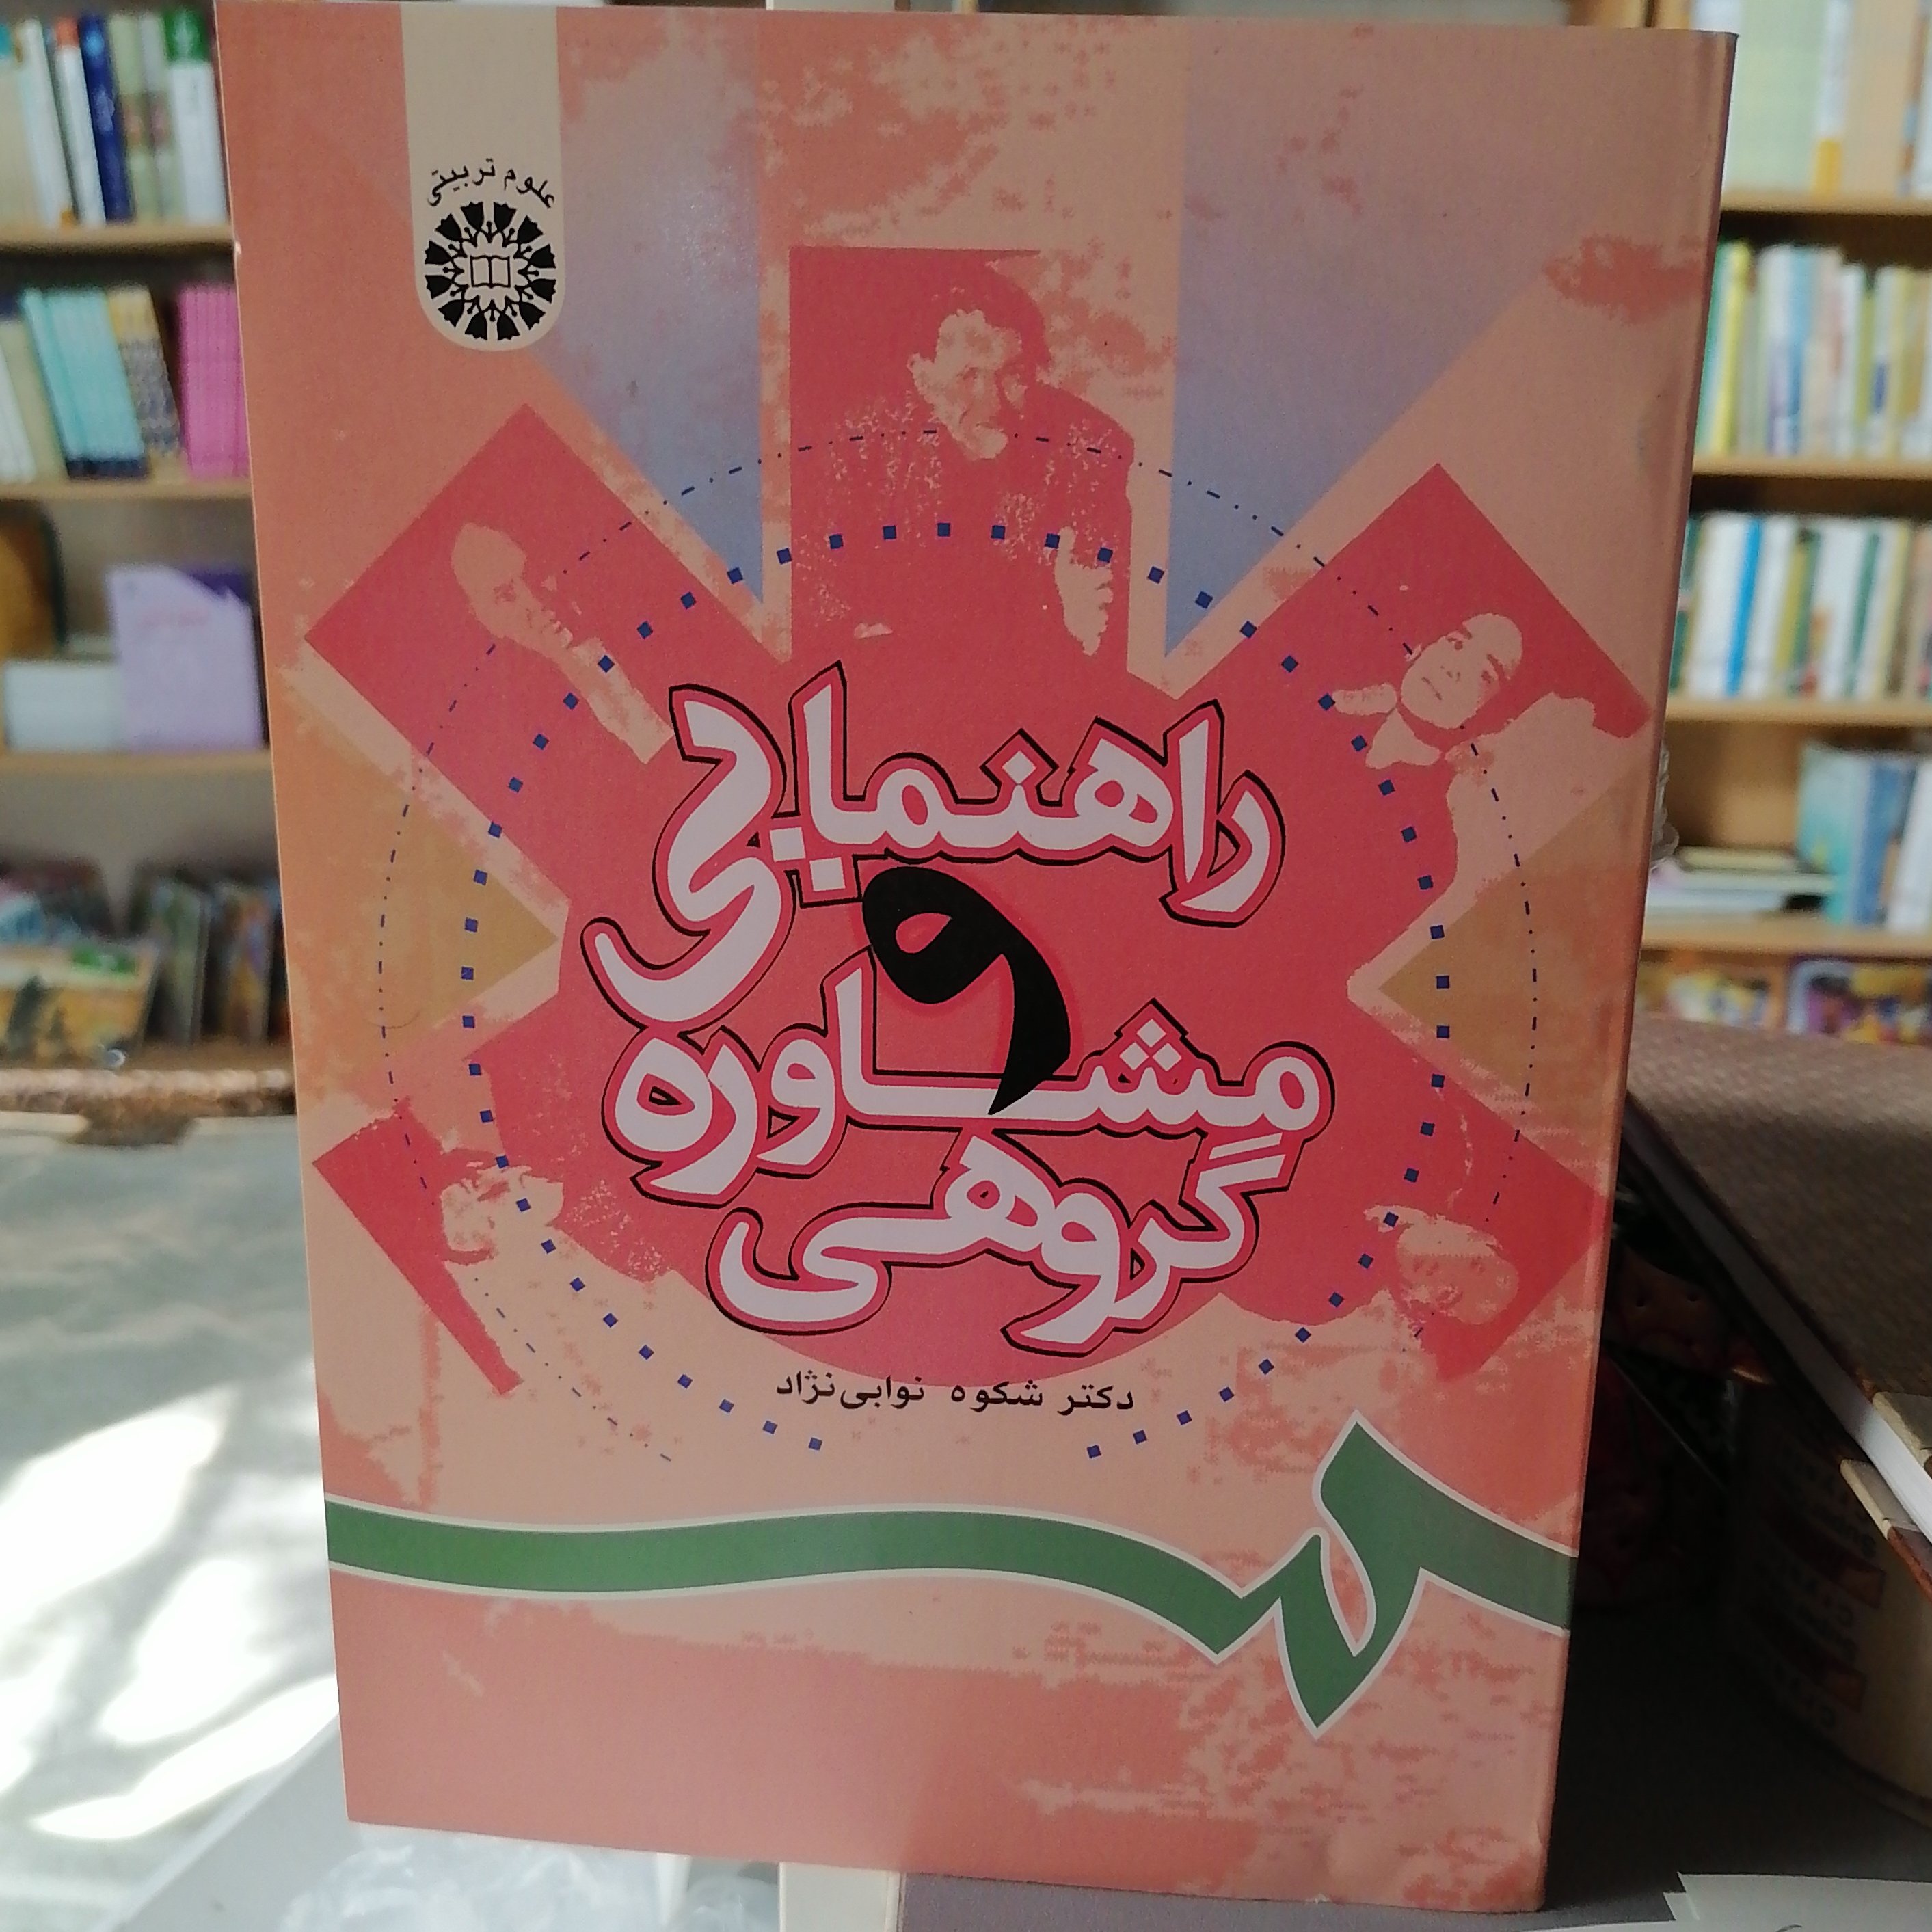 علوم تربیتی
راهنمایی
و
مشاوره
گروهی
دکتر شکوه نوابی‌نژاد